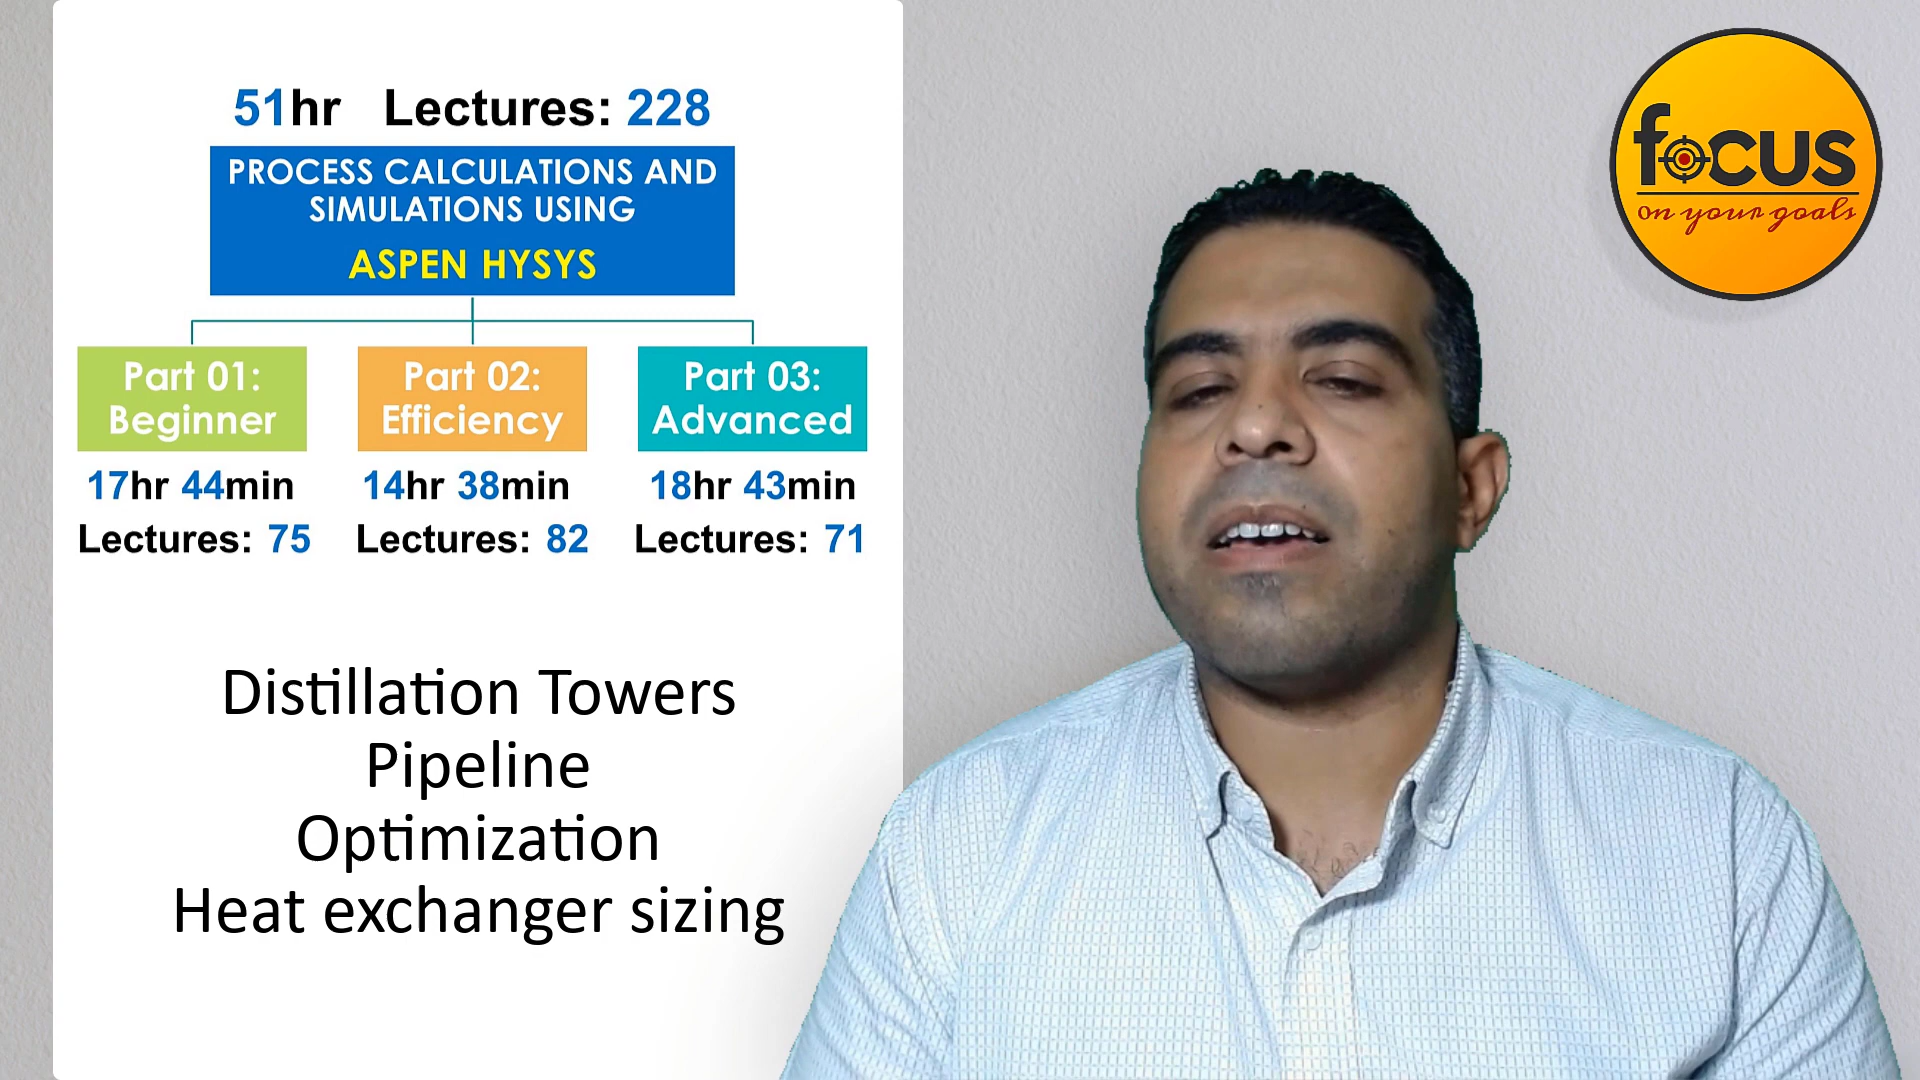 51hr Lectures: 228
PROCESS CALCULATIONS AND
SIMULATIONS USING
ASPEN HYSYS
Part 01:
Beginner
17hr 44min
Lectures: 75
Part 02:
Efficiency
14hr 38min
Lectures: 82
Part 03:
Advanced
18hr 43min
Lectures: 71
Distillation Towers
Pipeline
Optimization
Heat exchanger sizing
focus
on your goals